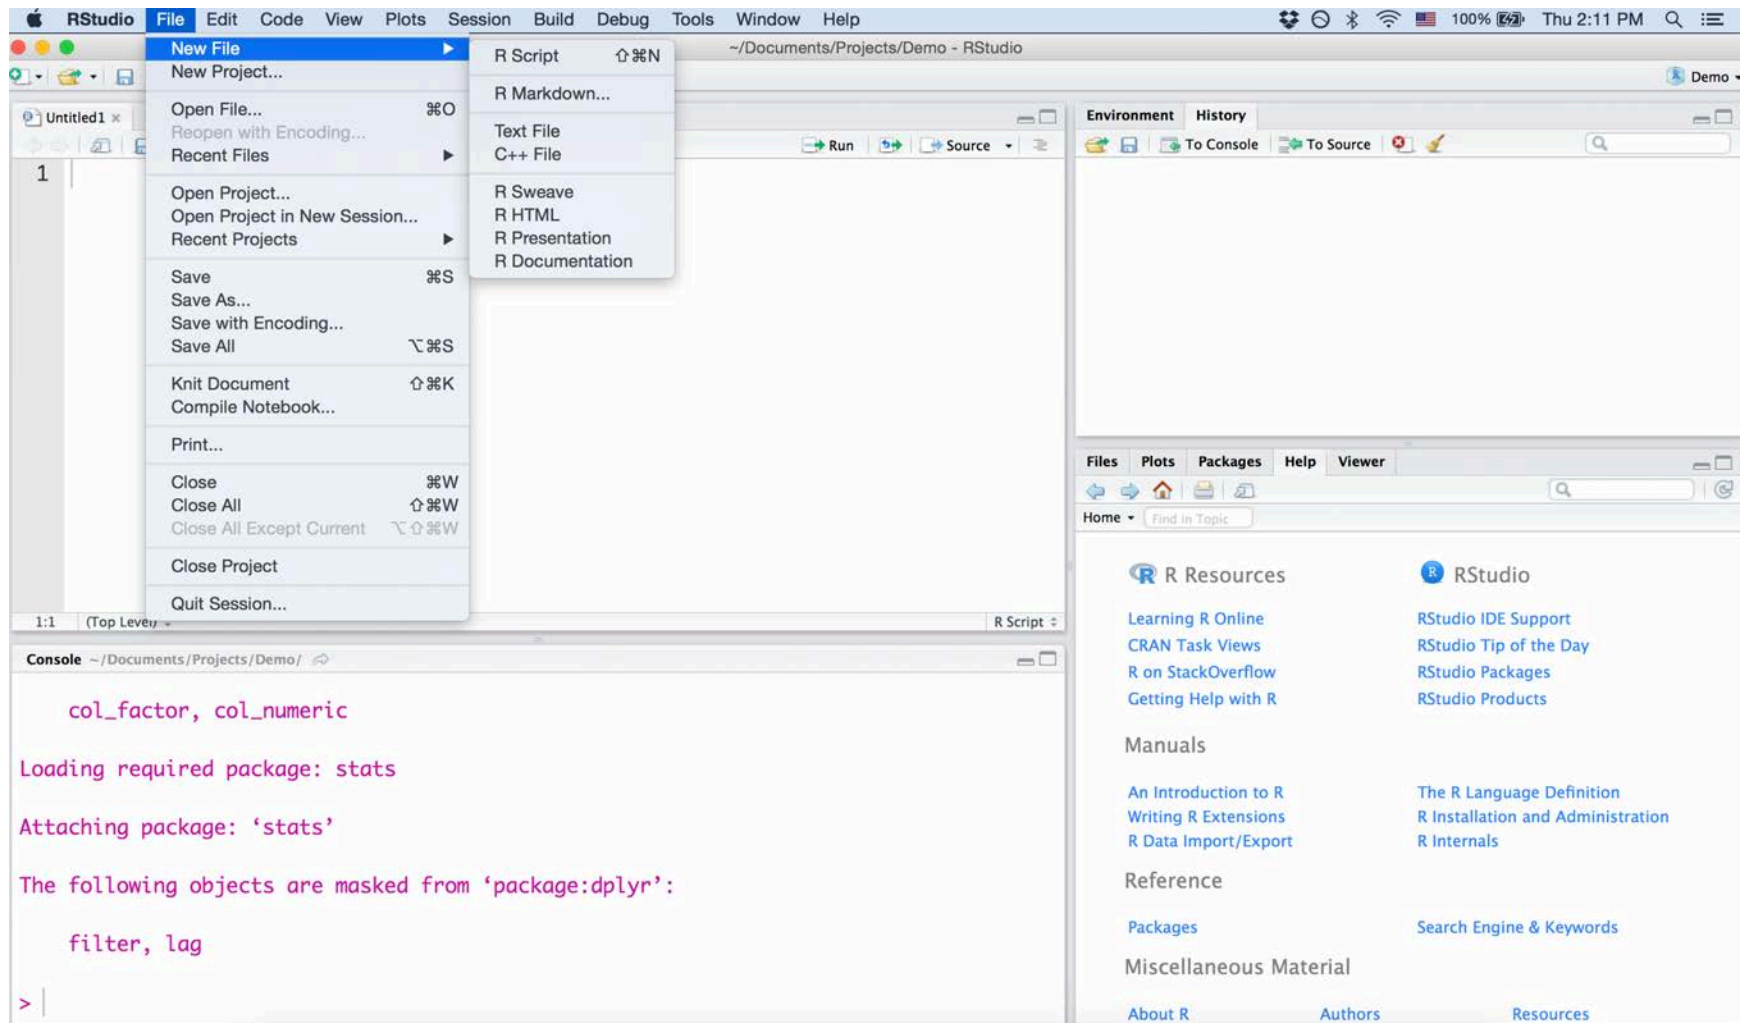 RStudio File Edit Code View Plots Session Build Debug Tools Window Help 100% Thu 2:11 PM
~/Documents/Projects/Demo - RStudio
Demo
New File
New Project...
Open File... ⌘O
Reopen with Encoding...
Recent Files
Open Project...
Open Project in New Session...
Recent Projects
Save ⌘S
Save As...
Save with Encoding...
Save All ⌥⌘S
Knit Document ⇧⌘K
Compile Notebook...
Print...
Close ⌘W
Close All ⇧⌘W
Close All Except Current ⌥⇧⌘W
Close Project
Quit Session...
R Script ⇧⌘N
R Markdown...
Text File
C++ File
R Sweave
R HTML
R Presentation
R Documentation
Untitled1
Run Source
1
1:1 (Top Level) R Script
Console ~/Documents/Projects/Demo/
col_factor, col_numeric
Loading required package: stats
Attaching package: ‘stats’
The following objects are masked from ‘package:dplyr’:
filter, lag
>
Environment History
To Console To Source
Files Plots Packages Help Viewer
Home Find in Topic
R Resources
Learning R Online
CRAN Task Views
R on StackOverflow
Getting Help with R
R RStudio
RStudio IDE Support
RStudio Tip of the Day
RStudio Packages
RStudio Products
Manuals
An Introduction to R
Writing R Extensions
R Data Import/Export
The R Language Definition
R Installation and Administration
R Internals
Reference
Packages
Search Engine & Keywords
Miscellaneous Material
About R Authors Resources